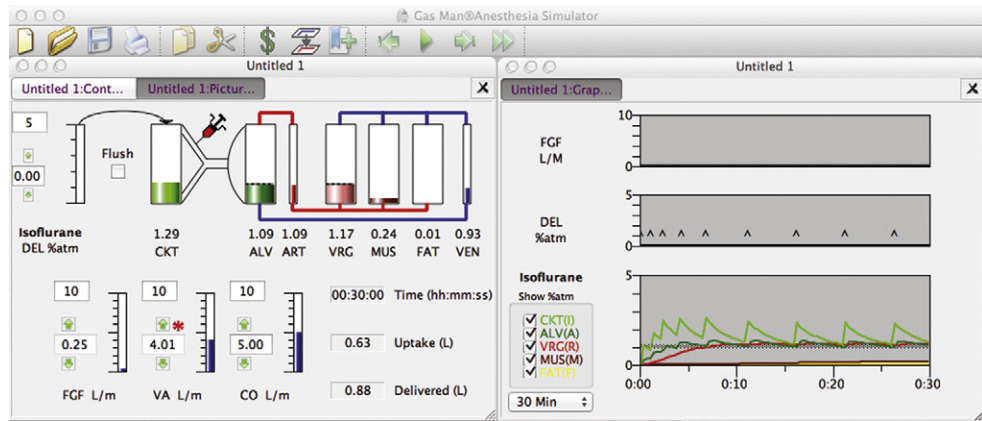 Gas Man®Anesthesia Simulator
Untitled 1
Untitled 1:Cont...
Untitled 1:Pictur...
5
0.00
Flush
Isoflurane
DEL %atm
1.29
CKT
1.09 1.09 1.17 0.24 0.01 0.93
ALV ART VRG MUS FAT VEN
10 10 10
0.25 4.01 5.00
FGF L/m VA L/m CO L/m
00:30:00 Time (hh:mm:ss)
0.63 Uptake (L)
0.88 Delivered (L)
Untitled 1
Untitled 1:Grap...
FGF
L/M
10
0
DEL
%atm
5
0
Isoflurane
Show %atm
CKT(I)
ALV(A)
VRG(R)
MUS(M)
FAT(F)
30 Min
5
0
0:00 0:10 0:20 0:30